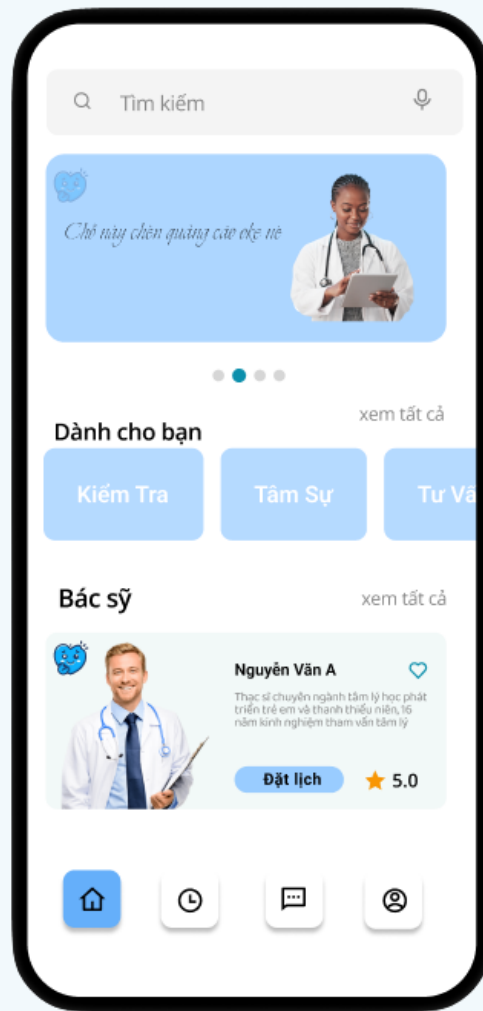 Tìm kiếm
Chỗ này chèn quảng cáo oke nè
xem tất cả
Dành cho bạn
Kiểm Tra
Tâm Sự
Tư Vấ
Bác sỹ
xem tất cả
Nguyễn Văn A
Thạc sĩ chuyên ngành tâm lý học phát
triển trẻ em và thanh thiếu niên, 16
năm kinh nghiệm tham vấn tâm lý
Đặt lịch
5.0